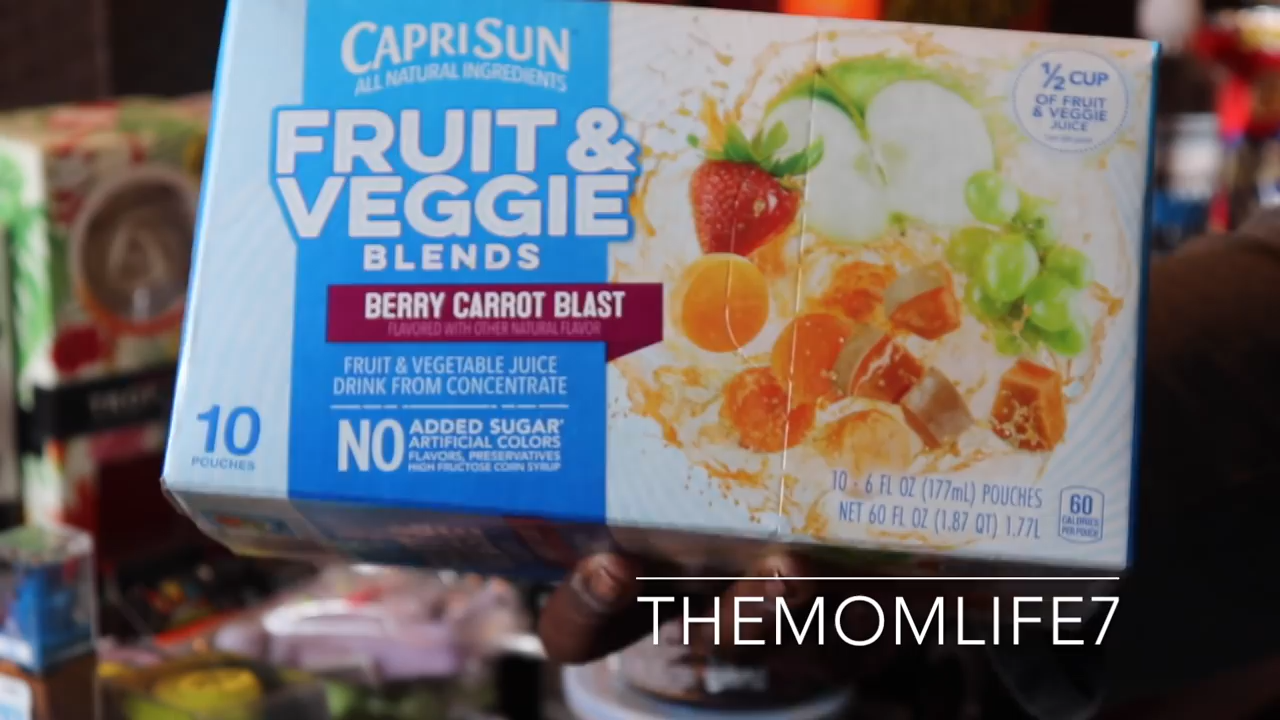 CAPRI SUN
ALL NATURAL INGREDIENTS
FRUIT &
VEGGIE
BLENDS
BERRY CARROT BLAST
FLAVORED WITH OTHER NATURAL FLAVOR
FRUIT & VEGETABLE JUICE
DRINK FROM CONCENTRATE
NO ADDED SUGAR*
ARTIFICIAL COLORS
FLAVORS, PRESERVATIVES
HIGH FRUCTOSE CORN SYRUP
10
POUCHES
1/2 CUP
OF FRUIT
& VEGGIE
JUICE
10 - 6 FL OZ (177mL) POUCHES
NET 60 FL OZ (1.87 QT) 1.77L
60
CALORIES
PER POUCH
THEMOMLIFE7